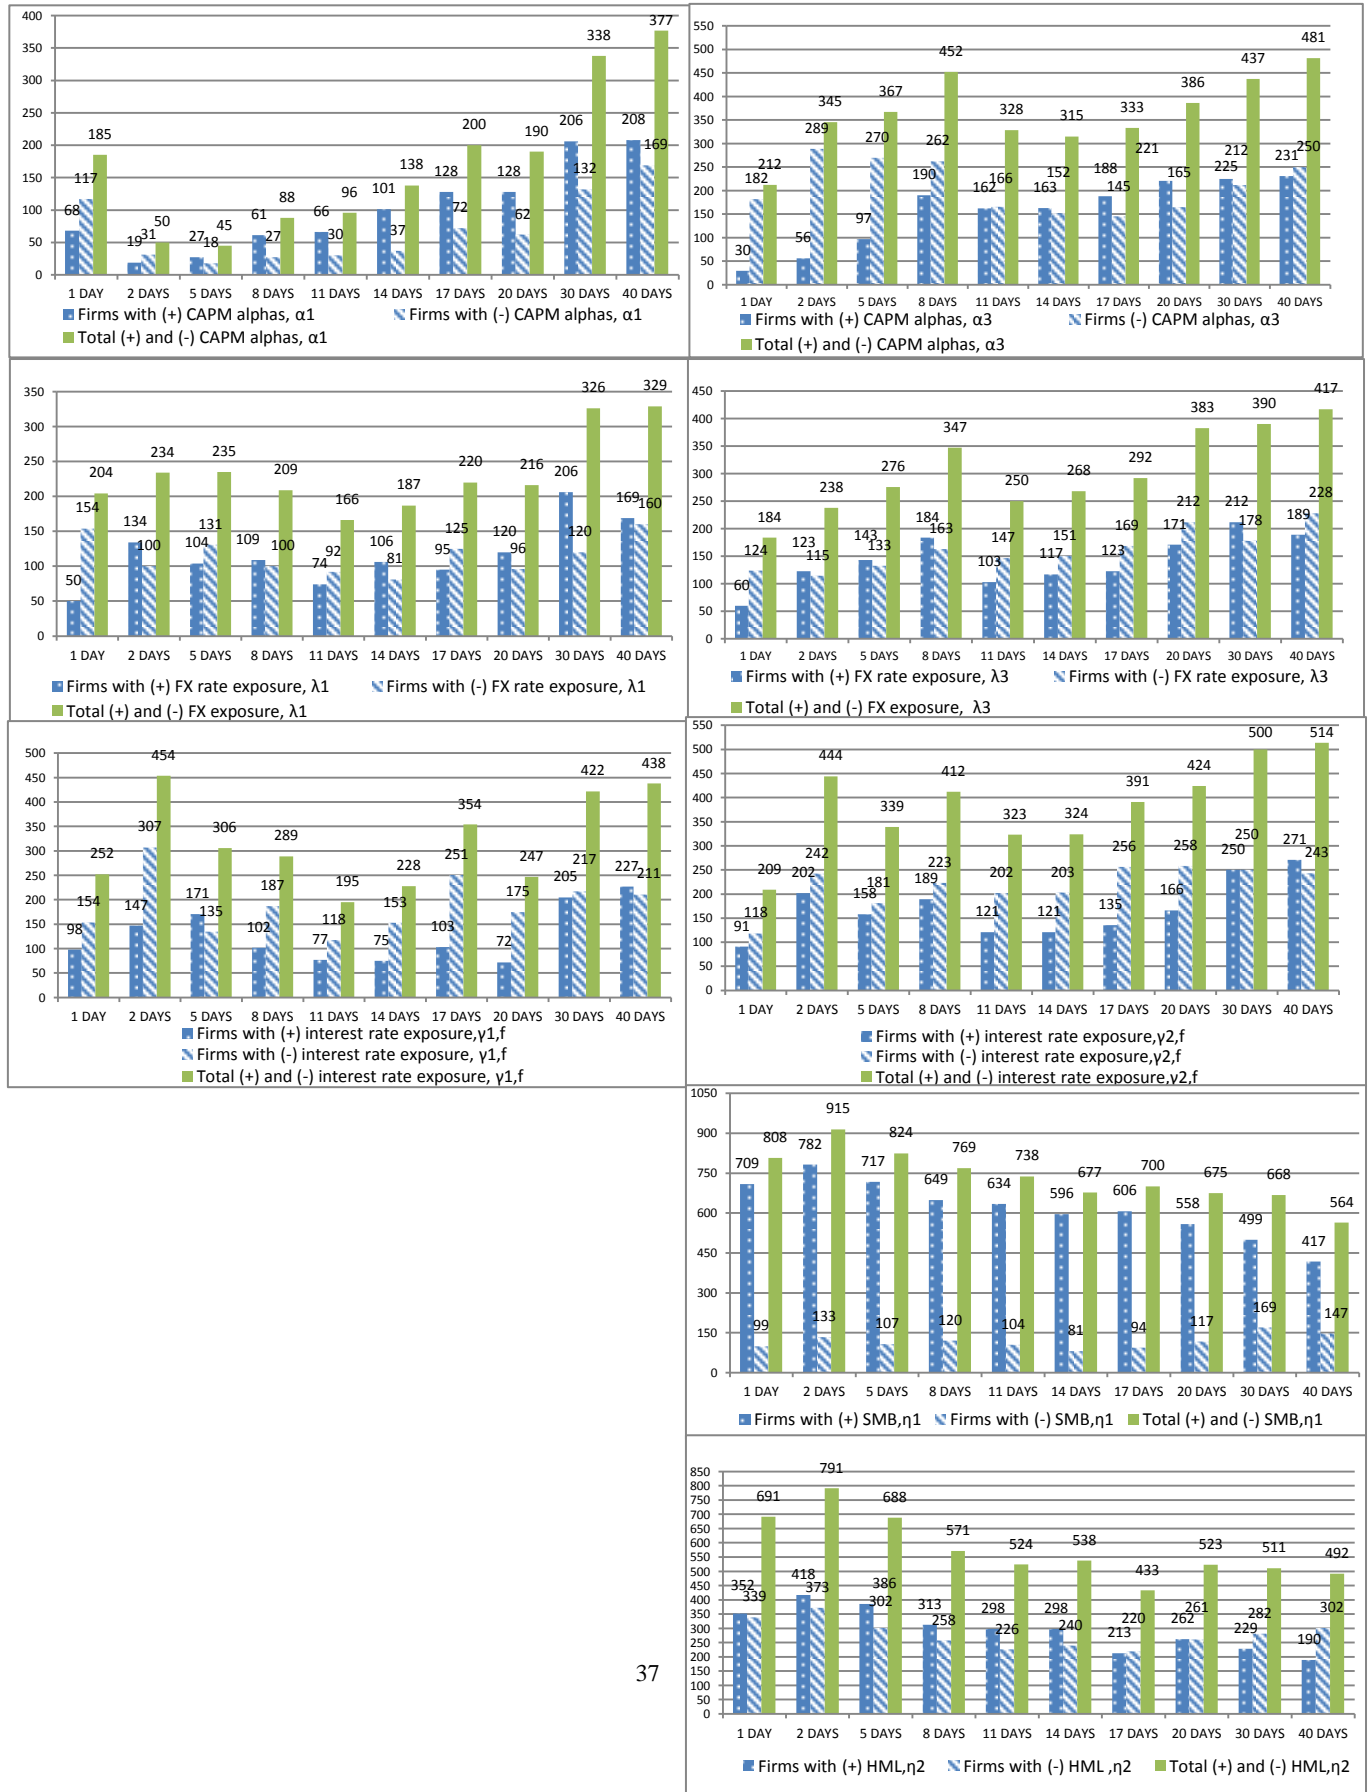 400
350
300
250
200
150
100
50
0
68 117 185
19 31 50
27 18 45
61 27 88
66 30 96
101 37 138
128 72 200
128 62 190
206 132 338
208 169 377
1 DAY 2 DAYS 5 DAYS 8 DAYS 11 DAYS 14 DAYS 17 DAYS 20 DAYS 30 DAYS 40 DAYS
Firms with (+) CAPM alphas, α1 Firms with (-) CAPM alphas, α1
Total (+) and (-) CAPM alphas, α1
550
500
450
400
350
300
250
200
150
100
50
0
30 182 212
56 289 345
97 270 367
190 262 452
162 166 328
163 152 315
188 145 333
221 165 386
225 212 437
231 250 481
1 DAY 2 DAYS 5 DAYS 8 DAYS 11 DAYS 14 DAYS 17 DAYS 20 DAYS 30 DAYS 40 DAYS
Firms with (+) CAPM alphas, α3 Firms (-) CAPM alphas, α3
Total (+) and (-) CAPM alphas, α3
350
300
250
200
150
100
50
0
50 154 204
134 100 234
104 131 235
109 100 209
74 92 166
106 81 187
95 125 220
120 96 216
206 120 326
169 160 329
1 DAY 2 DAYS 5 DAYS 8 DAYS 11 DAYS 14 DAYS 17 DAYS 20 DAYS 30 DAYS 40 DAYS
Firms with (+) FX rate exposure, λ1 Firms with (-) FX rate exposure, λ1
Total (+) and (-) FX exposure, λ1
450
400
350
300
250
200
150
100
50
0
60 124 184
123 115 238
143 133 276
184 163 347
103 147 250
117 151 268
123 169 292
171 212 383
212 178 390
189 228 417
1 DAY 2 DAYS 5 DAYS 8 DAYS 11 DAYS 14 DAYS 17 DAYS 20 DAYS 30 DAYS 40 DAYS
Firms with (+) FX rate exposure, λ3 Firms with (-) FX rate exposure, λ3
Total (+) and (-) FX exposure, λ3
500
450
400
350
300
250
200
150
100
50
0
98 154 252
147 307 454
171 135 306
102 187 289
77 118 195
75 153 228
103 251 354
72 175 247
205 217 422
227 211 438
1 DAY 2 DAYS 5 DAYS 8 DAYS 11 DAYS 14 DAYS 17 DAYS 20 DAYS 30 DAYS 40 DAYS
Firms with (+) interest rate exposure,γ1,f
Firms with (-) interest rate exposure, γ1,f
Total (+) and (-) interest rate exposure, γ1,f
550
500
450
400
350
300
250
200
150
100
50
0
91 118 209
202 242 444
158 181 339
189 223 412
121 202 323
121 203 324
135 256 391
166 258 424
250 250 500
271 243 514
1 DAY 2 DAYS 5 DAYS 8 DAYS 11 DAYS 14 DAYS 17 DAYS 20 DAYS 30 DAYS 40 DAYS
Firms with (+) interest rate exposure,γ2,f
Firms with (-) interest rate exposure,γ2,f
Total (+) and (-) interest rate exposure,γ2,f
1050
900
750
600
450
300
150
0
709 99 808
782 133 915
717 107 824
649 120 769
634 104 738
596 81 677
606 94 700
558 117 675
499 169 668
417 147 564
1 DAY 2 DAYS 5 DAYS 8 DAYS 11 DAYS 14 DAYS 17 DAYS 20 DAYS 30 DAYS 40 DAYS
Firms with (+) SMB,η1 Firms with (-) SMB,η1 Total (+) and (-) SMB,η1
850
800
750
700
650
600
550
500
450
400
350
300
250
200
150
100
50
0
352 339 691
418 373 791
386 302 688
313 258 571
298 226 524
298 240 538
213 220 433
262 261 523
229 282 511
190 302 492
1 DAY 2 DAYS 5 DAYS 8 DAYS 11 DAYS 14 DAYS 17 DAYS 20 DAYS 30 DAYS 40 DAYS
Firms with (+) HML,η2 Firms with (-) HML ,η2 Total (+) and (-) HML,η2
37